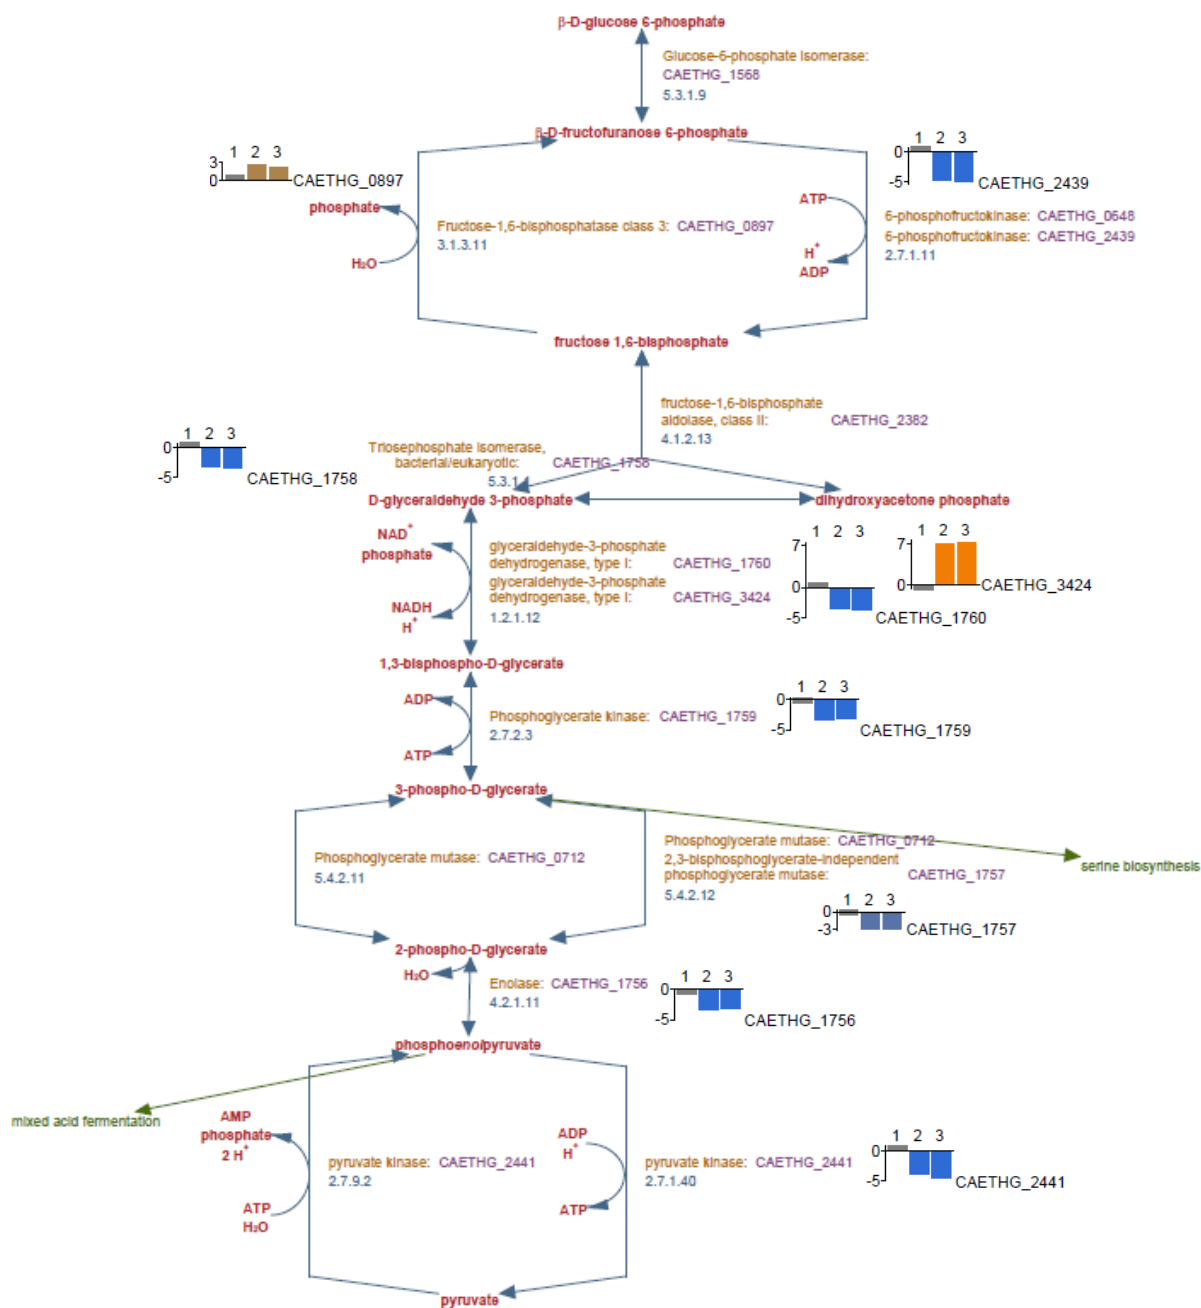 β-D-glucose 6-phosphate
Glucose-6-phosphate isomerase:
CAETHG_1568
5.3.1.9
β-D-fructofuranose 6-phosphate
1 2 3
3
0
CAETHG_0897
phosphate
H₂O
Fructose-1,6-bisphosphatase class 3: CAETHG_0897
3.1.3.11
ATP
H⁺
ADP
1 2 3
0
-5
CAETHG_2439
6-phosphofructokinase: CAETHG_0648
6-phosphofructokinase: CAETHG_2439
2.7.1.11
fructose 1,6-bisphosphate
fructose-1,6-bisphosphate
aldolase, class II: CAETHG_2382
4.1.2.13
1 2 3
0
-5
CAETHG_1758
Triosephosphate isomerase,
bacterial/eukaryotic: CAETHG_1758
5.3.1.
D-glyceraldehyde 3-phosphate
dihydroxyacetone phosphate
NAD⁺
phosphate
NADH
H⁺
glyceraldehyde-3-phosphate
dehydrogenase, type I: CAETHG_1760
glyceraldehyde-3-phosphate
dehydrogenase, type I: CAETHG_3424
1.2.1.12
1 2 3
7
0
-5
CAETHG_1760
1 2 3
7
0
CAETHG_3424
1,3-bisphospho-D-glycerate
ADP
ATP
Phosphoglycerate kinase: CAETHG_1759
2.7.2.3
1 2 3
0
-5
CAETHG_1759
3-phospho-D-glycerate
Phosphoglycerate mutase: CAETHG_0712
5.4.2.11
Phosphoglycerate mutase: CAETHG_0712
2,3-bisphosphoglycerate-independent
phosphoglycerate mutase: CAETHG_1757
5.4.2.12
serine biosynthesis
1 2 3
0
-3
CAETHG_1757
2-phospho-D-glycerate
H₂O
Enolase: CAETHG_1756
4.2.1.11
1 2 3
0
-5
CAETHG_1756
phosphoenolpyruvate
mixed acid fermentation
AMP
phosphate
2 H⁺
ATP
H₂O
pyruvate kinase: CAETHG_2441
2.7.9.2
ADP
H⁺
ATP
pyruvate kinase: CAETHG_2441
2.7.1.40
1 2 3
0
-5
CAETHG_2441
pyruvate